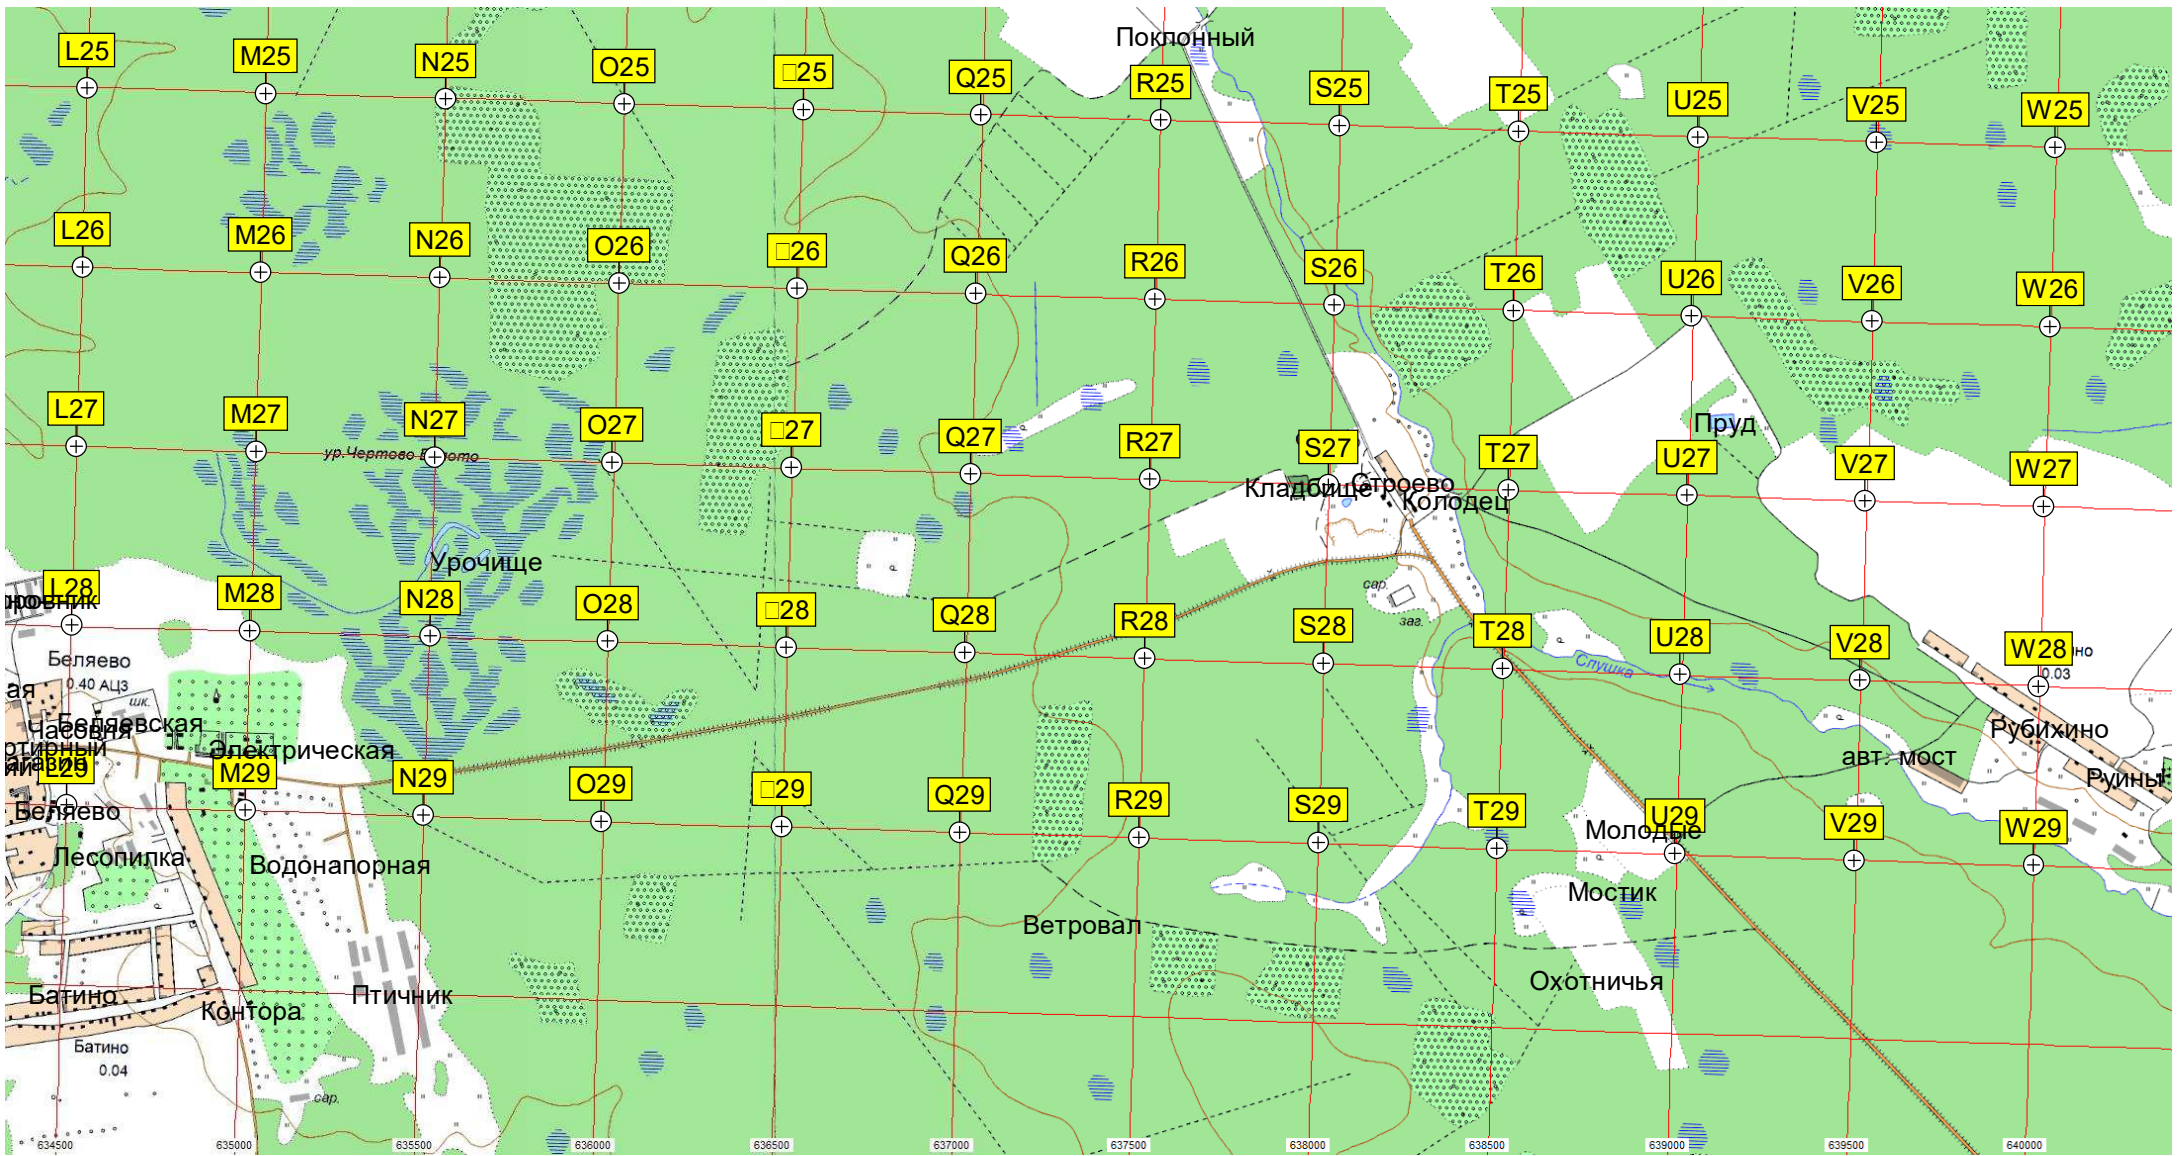 Поклонный
L25 M25 N25 O25 □25 Q25 R25 S25 T25 U25 V25 W25
L26 M26 N26 O26 □26 Q26 R26 S26 T26 U26 V26 W26
L27 M27 N27 O27 □27 Q27 R27 S27 T27 U27 V27 W27
Пруд
ур.Чертово
Кладбище
Строево
Колодец
Урочище
L28 M28 N28 O28 □28 Q28 R28 S28 T28 U28 V28 W28
сар.
заг.
Беляево
0.40 АЦЗ
шк.
Слушка
0.03
Беляевская
Часовня
Электрическая
Рубихино
авт. мост
Руины
L29 M29 N29 O29 □29 Q29 R29 S29 T29 U29 V29 W29
Беляево
Молодые
Лесопилка
Водонапорная
Мостик
Ветровал
Охотничья
Батино
Контора
Птичник
Батино
0.04
сар.
634500 635000 635500 636000 636500 637000 637500 638000 638500 639000 639500 640000